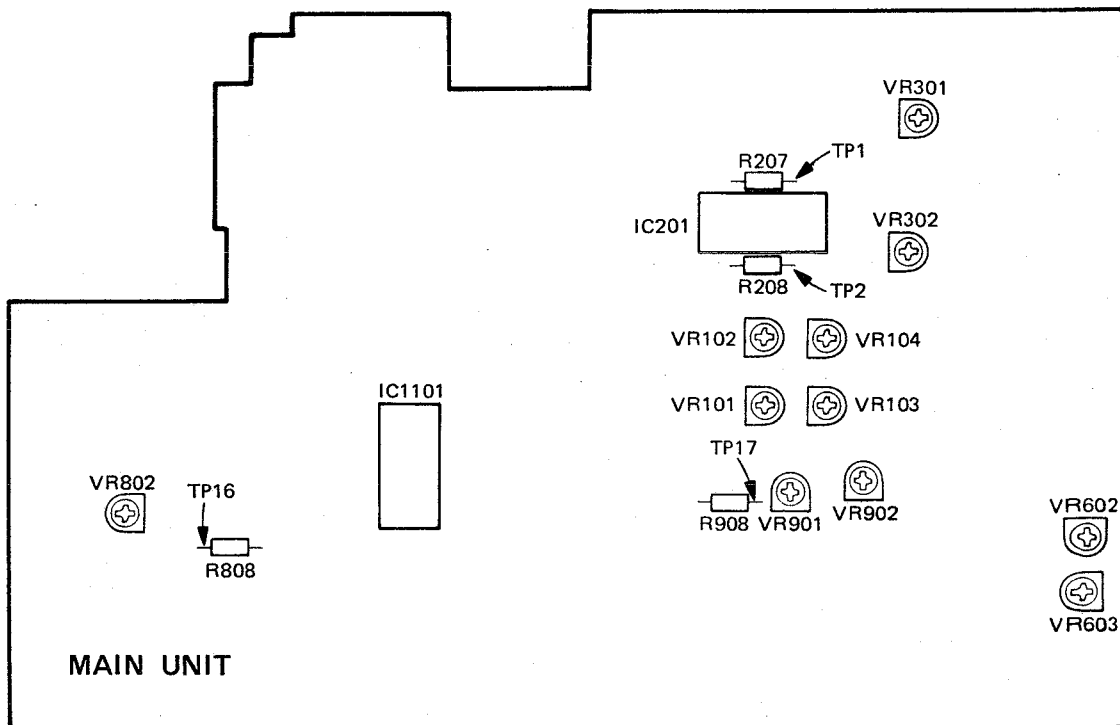 VR301
R207
TP1
IC201
VR302
R208
TP2
VR102
VR104
IC1101
VR101
VR103
TP17
VR802
TP16
R908
VR901
VR902
VR602
R808
VR603
MAIN UNIT